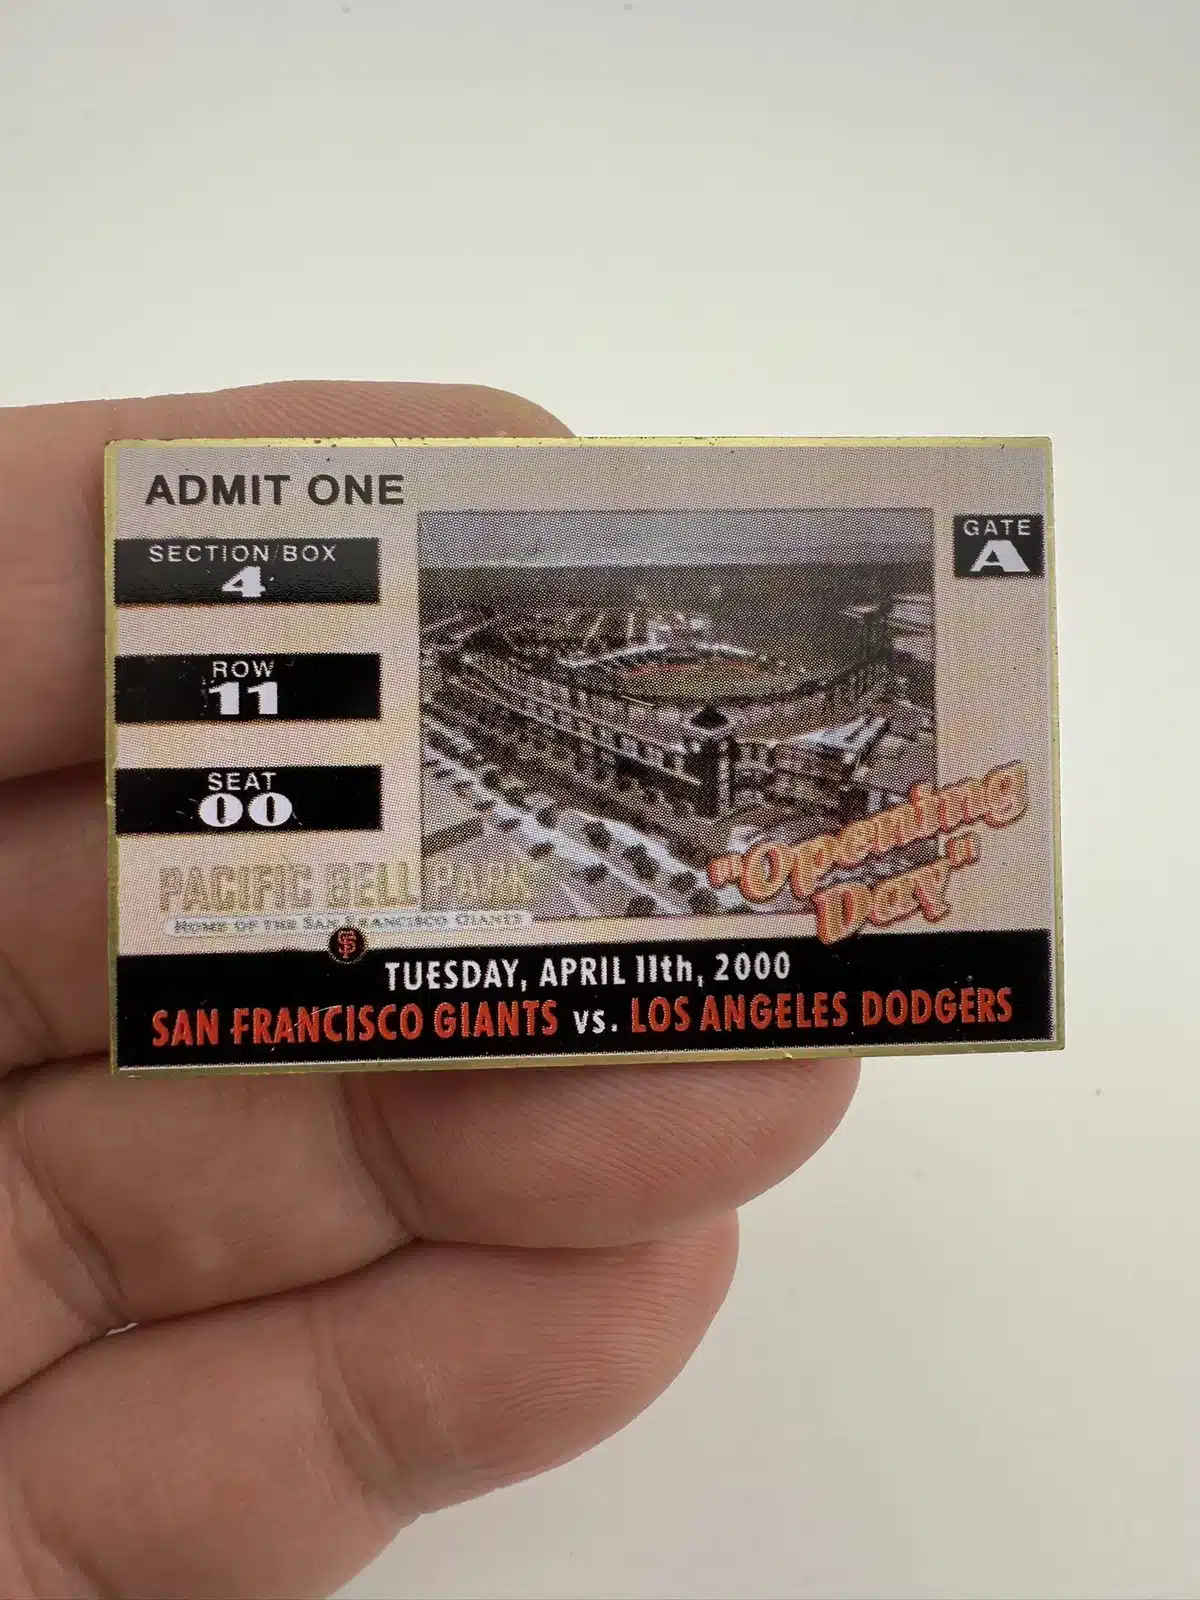 ADMIT ONE
SECTION/BOX
4
ROW
11
SEAT
00
GATE
A
"Opening
Day"
PACIFIC BELL PARK
HOME OF THE SAN FRANCISCO GIANTS
SF
TUESDAY, APRIL 11th, 2000
SAN FRANCISCO GIANTS vs. LOS ANGELES DODGERS